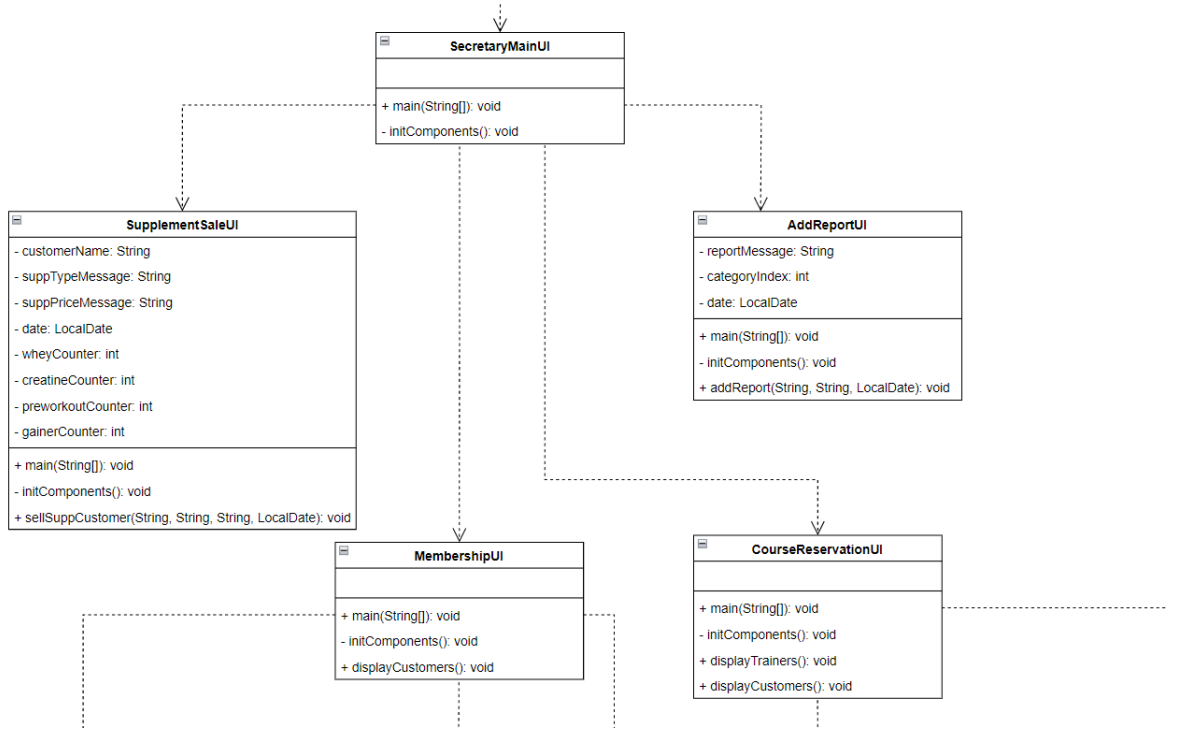 SecretaryMainUI
+ main(String[]): void
- initComponents(): void
SupplementSaleUI
- customerName: String
- suppTypeMessage: String
- suppPriceMessage: String
- date: LocalDate
- wheyCounter: int
- creatineCounter: int
- preworkoutCounter: int
- gainerCounter: int
+ main(String[]): void
- initComponents(): void
+ sellSuppCustomer(String, String, String, LocalDate): void
AddReportUI
- reportMessage: String
- categoryIndex: int
- date: LocalDate
+ main(String[]): void
- initComponents(): void
+ addReport(String, String, LocalDate): void
MembershipUI
+ main(String[]): void
- initComponents(): void
+ displayCustomers(): void
CourseReservationUI
+ main(String[]): void
- initComponents(): void
+ displayTrainers(): void
+ displayCustomers(): void